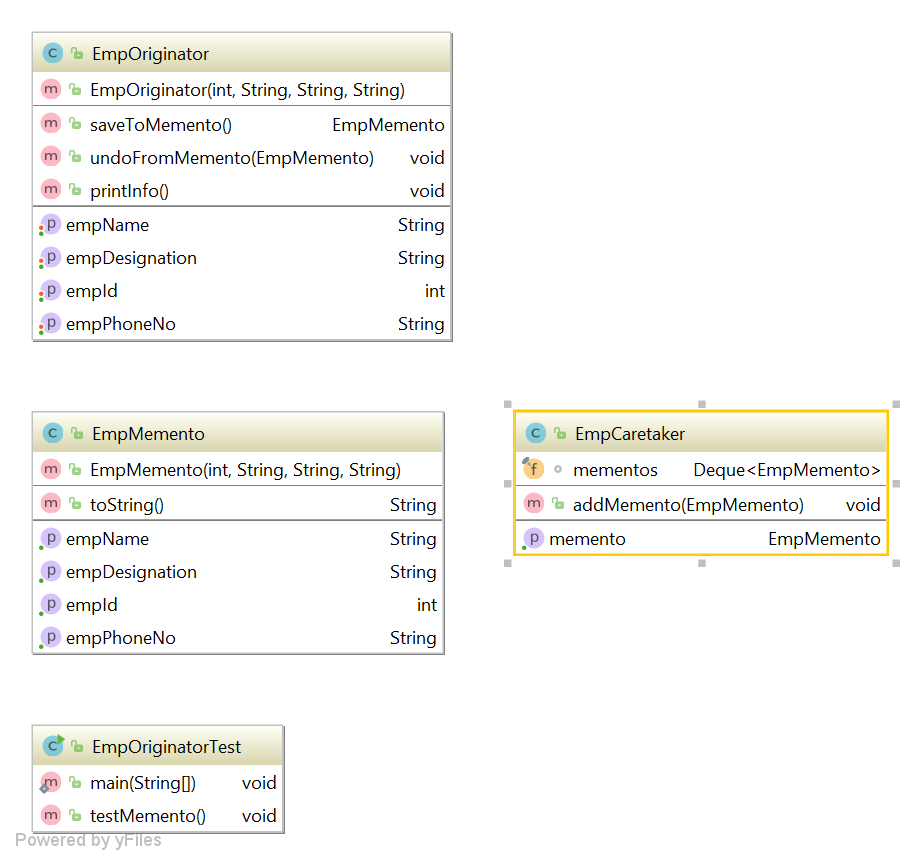 EmpOriginator
EmpOriginator(int, String, String, String)
saveToMemento() EmpMemento
undoFromMemento(EmpMemento) void
printInfo() void
empName String
empDesignation String
empId int
empPhoneNo String
EmpMemento
EmpMemento(int, String, String, String)
toString() String
empName String
empDesignation String
empId int
empPhoneNo String
EmpCaretaker
mementos Deque<EmpMemento>
addMemento(EmpMemento) void
memento EmpMemento
EmpOriginatorTest
main(String[]) void
testMemento() void
Powered by yFiles